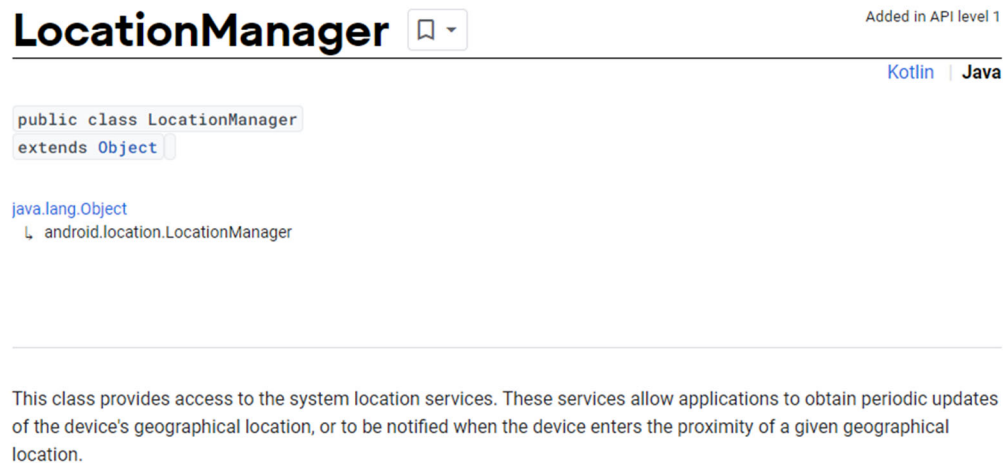 LocationManager
Added in API level 1
Kotlin | Java
public class LocationManager
extends Object
java.lang.Object
↳ android.location.LocationManager
This class provides access to the system location services. These services allow applications to obtain periodic updates
of the device's geographical location, or to be notified when the device enters the proximity of a given geographical
location.